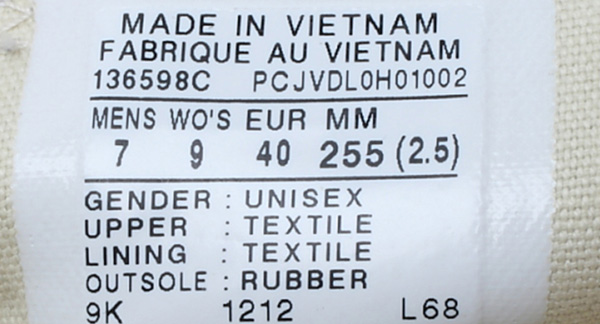 MADE IN VIETNAM
FABRIQUE AU VIETNAM
136598C PCJVDL0H01002
MENS WO'S EUR MM
7 9 40 255 (2.5)
GENDER : UNISEX
UPPER : TEXTILE
LINING : TEXTILE
OUTSOLE : RUBBER
9K 1212 L68